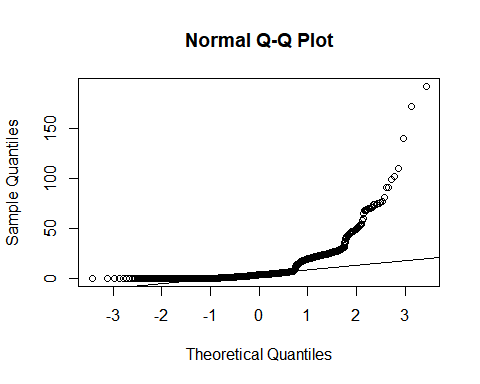 Normal Q-Q Plot
Sample Quantiles
150
100
50
0
-3 -2 -1 0 1 2 3
Theoretical Quantiles